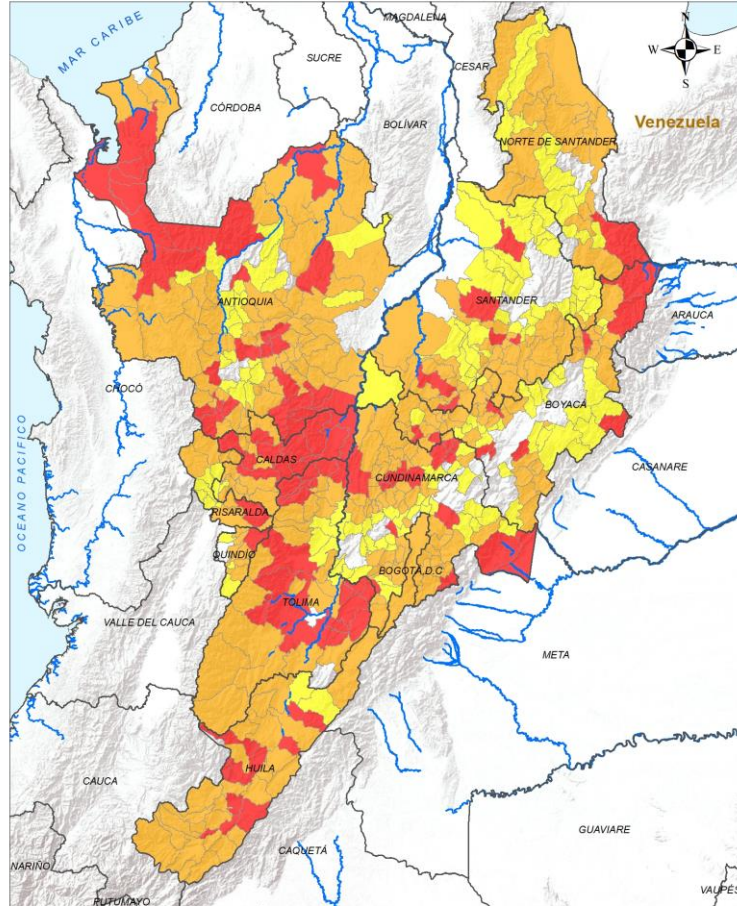 MAGDALENA
N
MAR CARIBE
SUCRE
W
E
CESAR
S
CÓRDOBA
BOLÍVAR
Venezuela
NORTE DE SANTANDER
ANTIOQUIA
SANTANDER
ARAUCA
CHOCÓ
BOYACÁ
OCEANO PACIFICO
CALDAS
CASANARE
CUNDINAMARCA
RISARALDA
QUINDÍO
BOGOTÁ, D.C
TOLIMA
VALLE DEL CAUCA
META
HUILA
CAUCA
GUAVIARE
CAQUETÁ
NARIÑO
PUTUMAYO
VAUPÉS